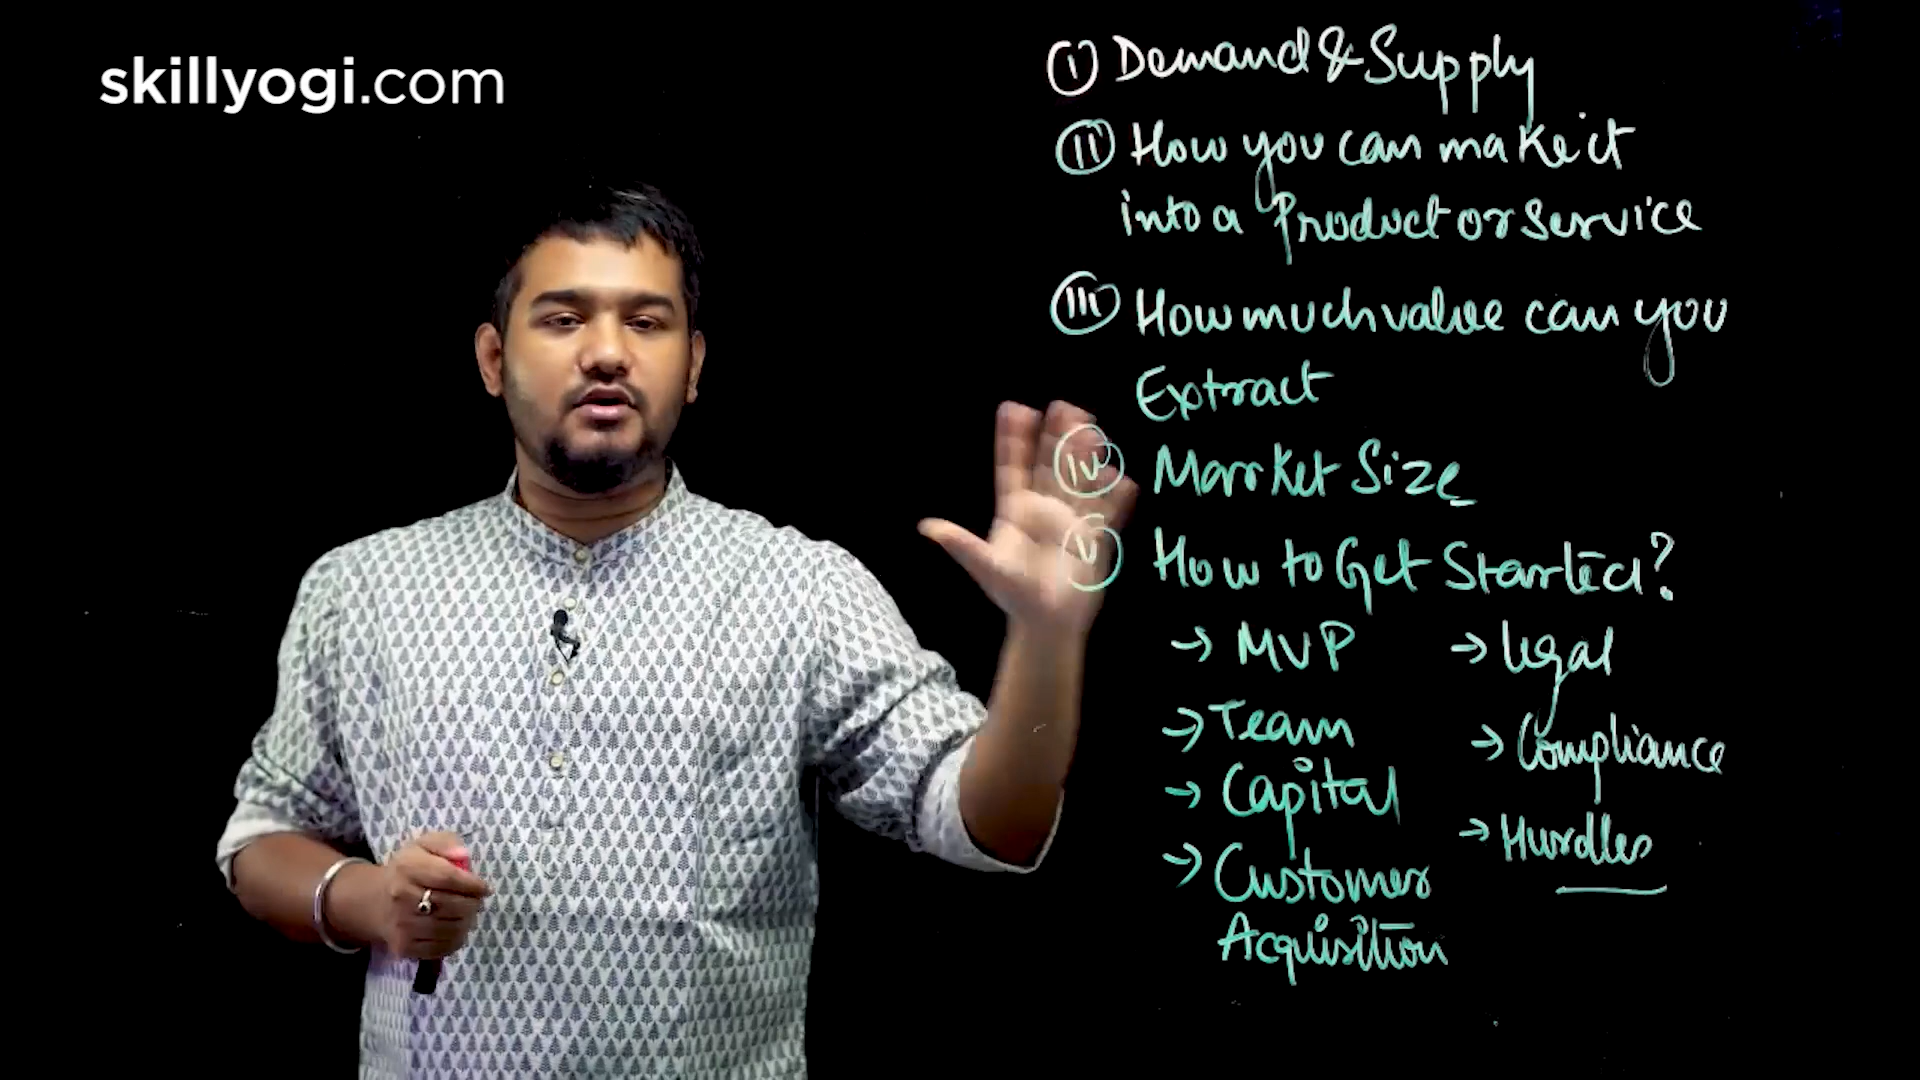 skillyogi.com
I Demand & Supply
II How you can make it
into a Product or Service
III How much value can you
Extract
IV Market Size
V How to Get Started?
→ MVP → legal
→ Team → Compliance
→ Capital → Hurdles
→ Customer
Acquisition